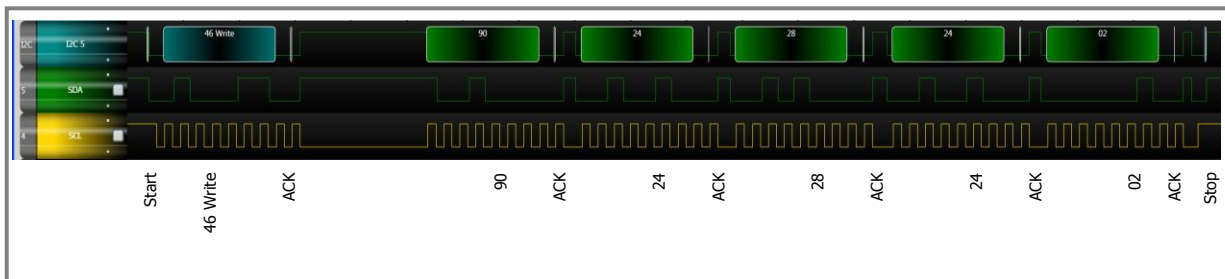 I2C I2C 5 46 Write 90 24 28 24 02
5 SDA
4 SCL
Start 46 Write ACK 90 ACK 24 ACK 28 ACK 24 ACK 02 ACK Stop